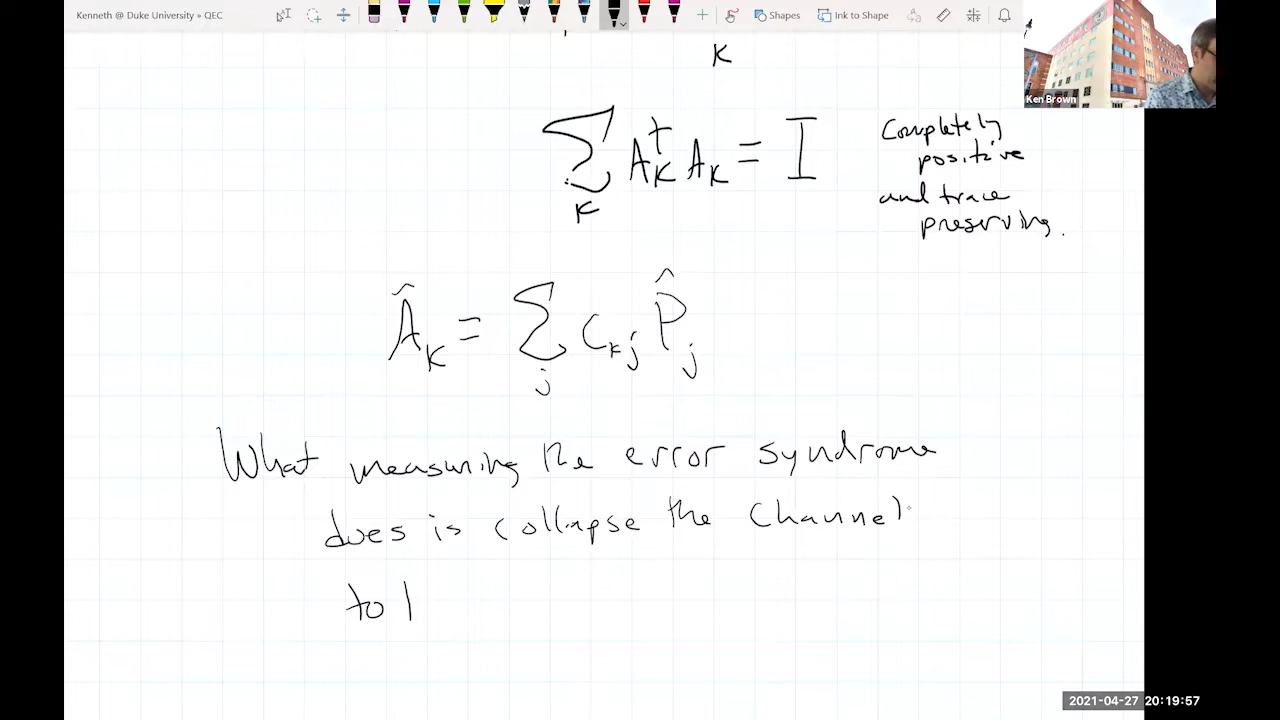 Kenneth @ Duke University » QEC
Shapes
Ink to Shape
Ken Brown
K
∑ A†K AK = I
K
Completely
positive
and trace
preserving.
ÂK = ∑ cKj P̂j
j
What measuring the error syndrome
does is collapse the channel
to
2021-04-27 20:19:57